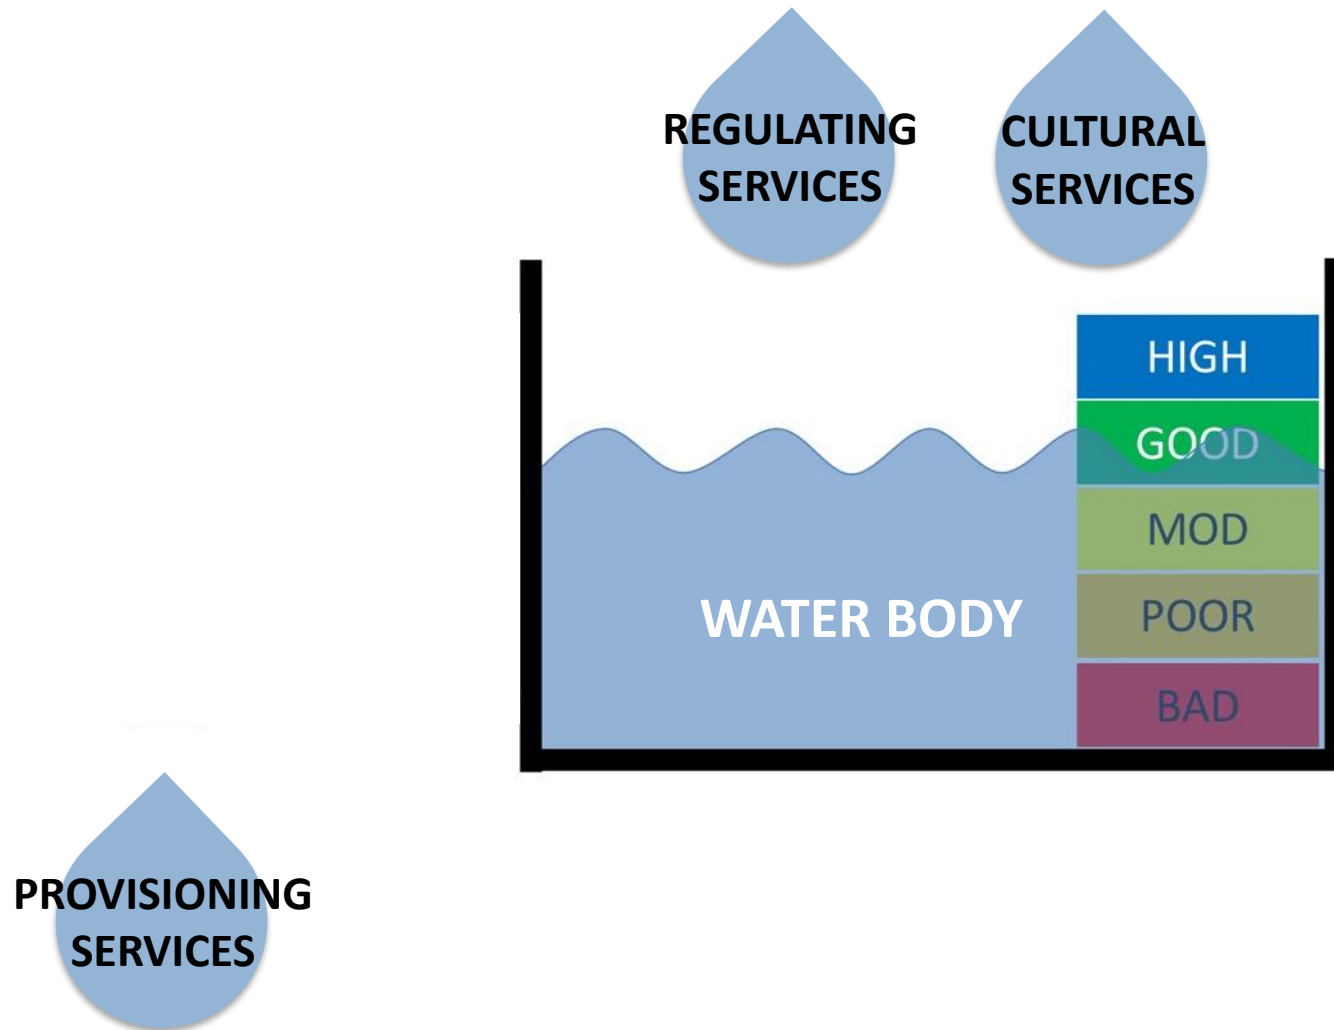 REGULATING
SERVICES
CULTURAL
SERVICES
HIGH
GOOD
MOD
POOR
BAD
WATER BODY
PROVISIONING
SERVICES